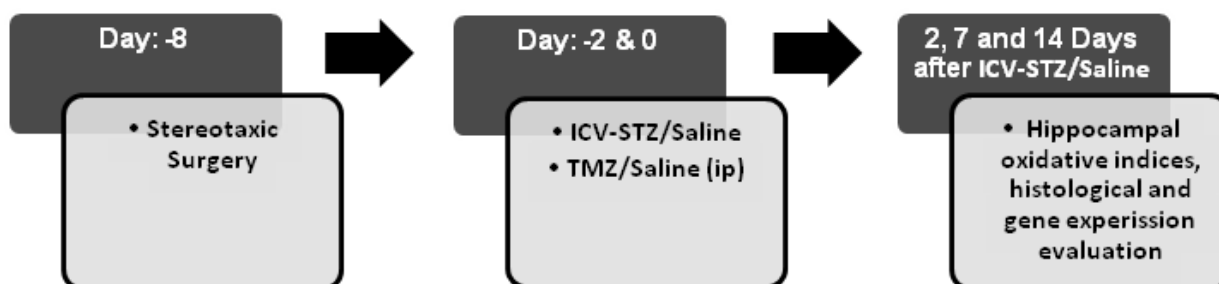 Day: -8
• Stereotaxic
Surgery
Day: -2 & 0
• ICV-STZ/Saline
• TMZ/Saline (ip)
2, 7 and 14 Days
after ICV-STZ/Saline
• Hippocampal
oxidative indices,
histological and
gene experission
evaluation